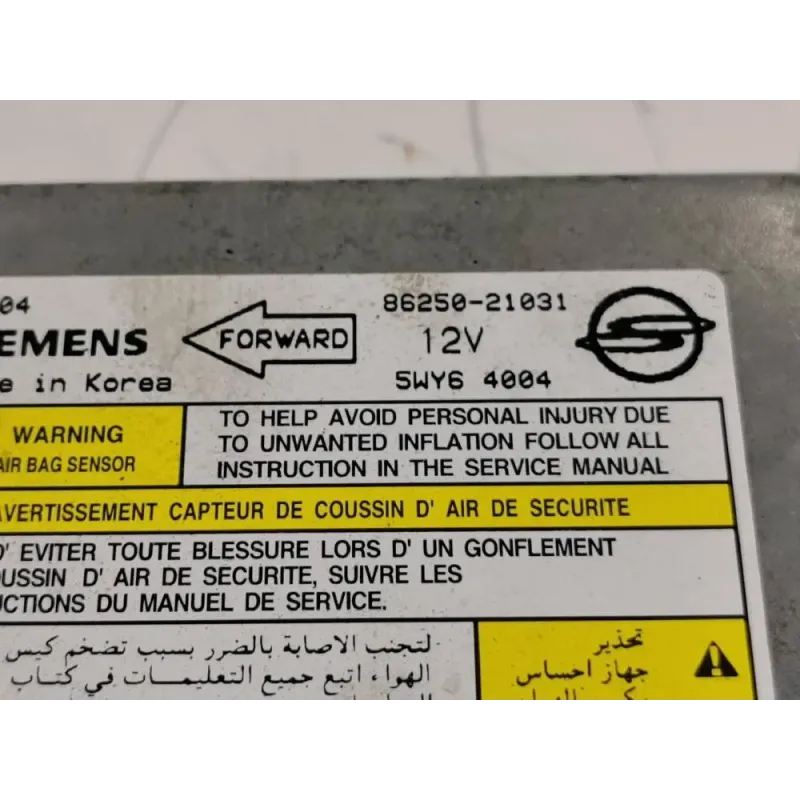 04
EMENS
FORWARD
86250-21031
12V
e in Korea
5WY6 4004
WARNING
AIR BAG SENSOR
TO HELP AVOID PERSONAL INJURY DUE
TO UNWANTED INFLATION FOLLOW ALL
INSTRUCTION IN THE SERVICE MANUAL
AVERTISSEMENT CAPTEUR DE COUSSIN D' AIR DE SECURITE
D' EVITER TOUTE BLESSURE LORS D' UN GONFLEMENT
OUSSIN D' AIR DE SECURITE, SUIVRE LES
UCTIONS DU MANUEL DE SERVICE.
تحذير
جهاز احساس
لتجنب الاصابة بالضرر بسبب تضخم كيس
الهواء اتبع جميع التعليمات في كتاب